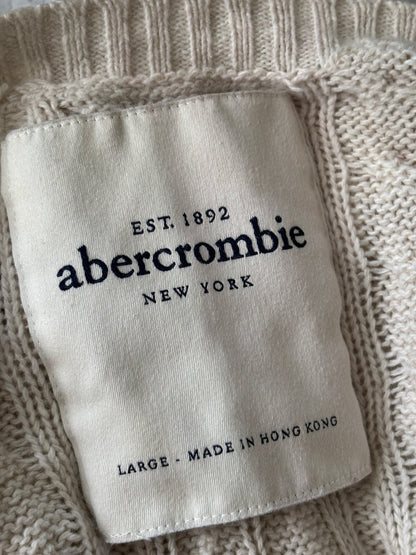 EST. 1892
abercrombie
NEW YORK
LARGE - MADE IN HONG KONG